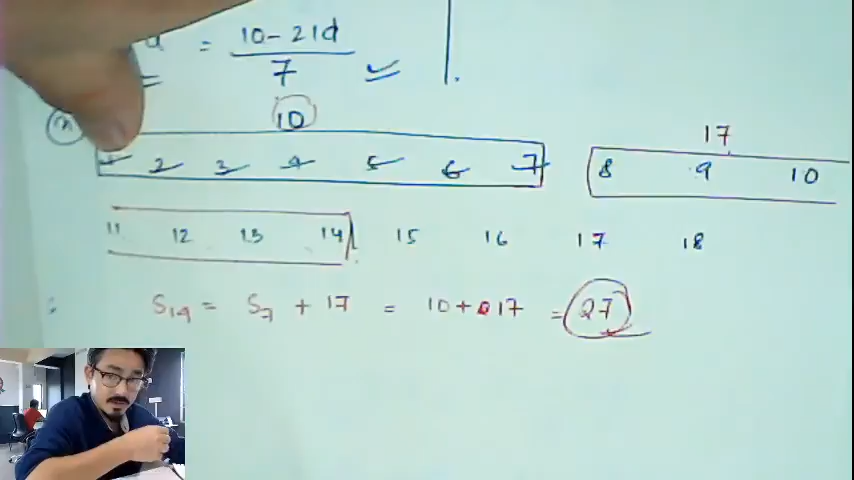 = 10 - 21d / 7
10
17
1 2 3 4 5 6 7 8 9 10
11 12 13 14 15 16 17 18
S14 = S7 + 17 = 10 + 17 = 27